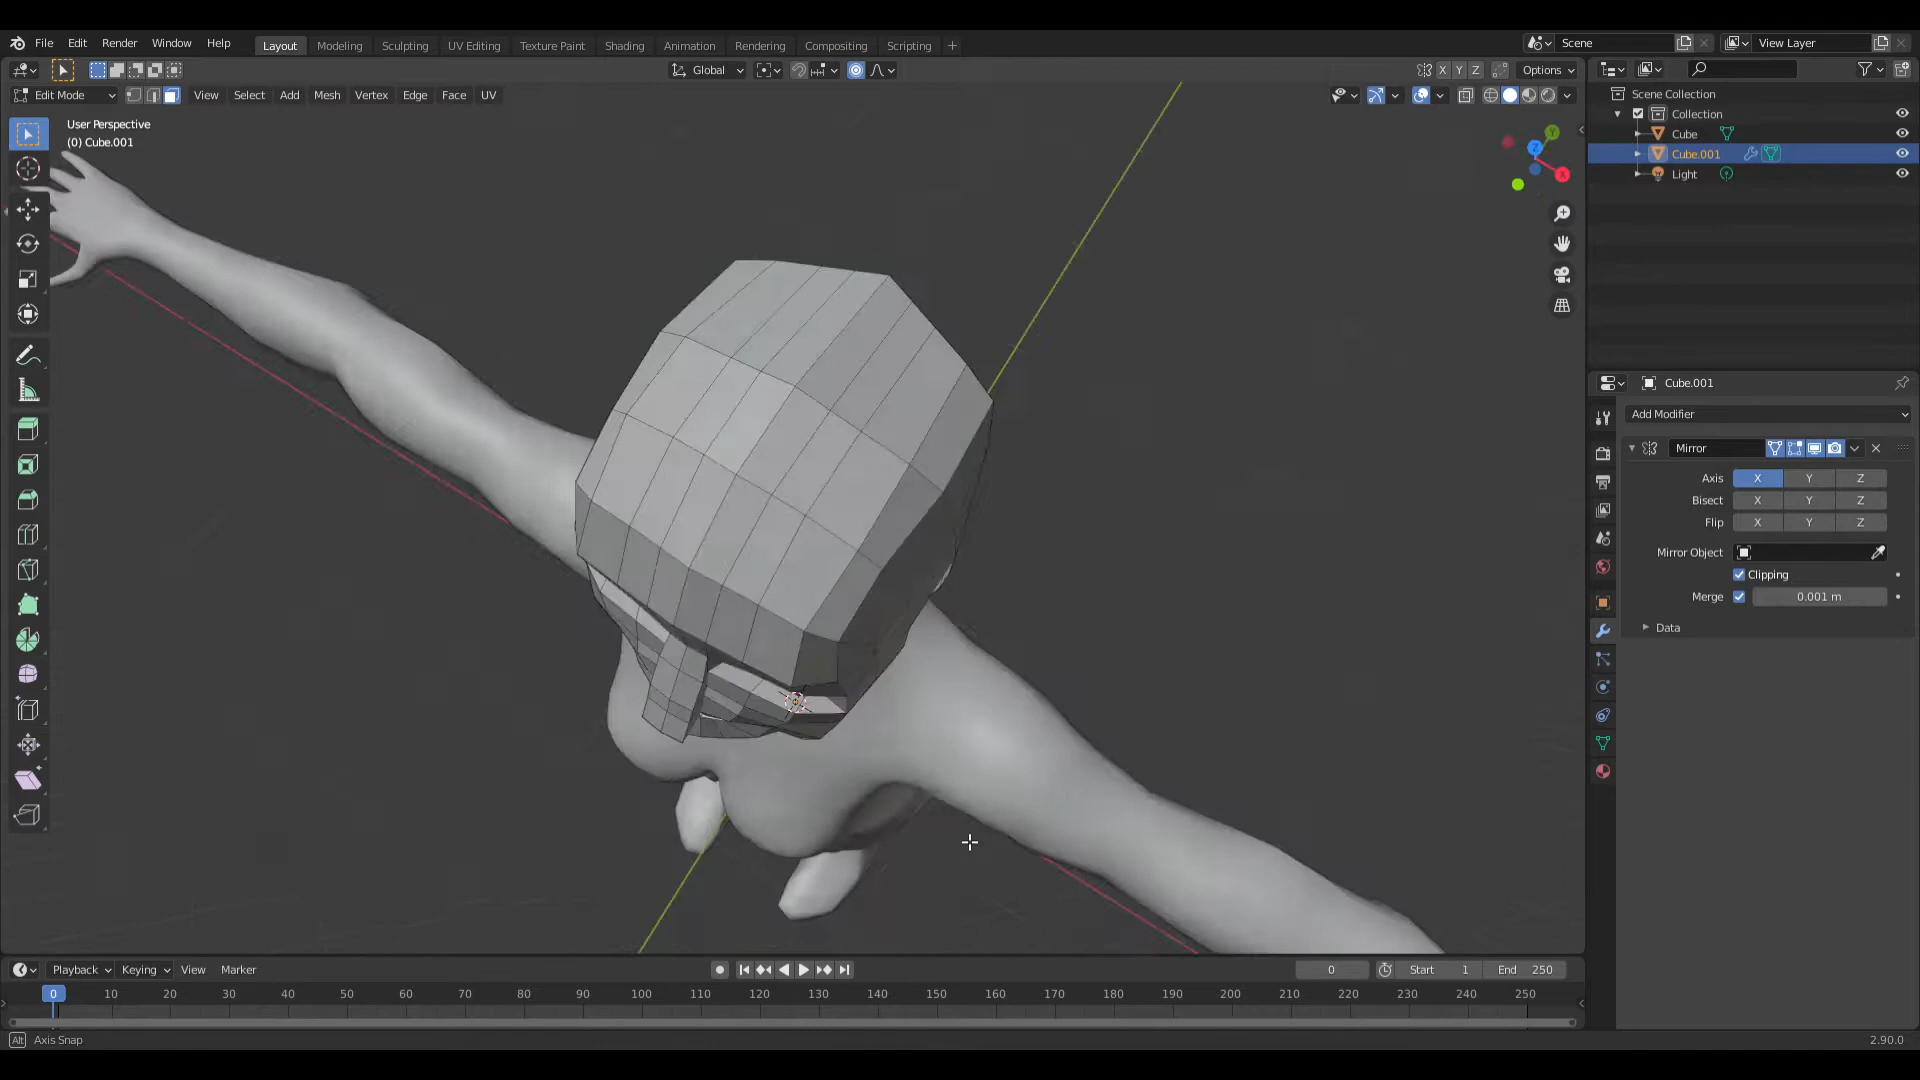 File Edit Render Window Help Layout Modeling Sculpting UV Editing Texture Paint Shading Animation Rendering Compositing Scripting + Scene View Layer
Global X Y Z Options
Edit Mode View Select Add Mesh Vertex Edge Face UV
User Perspective
(0) Cube.001
Y
Z
X
Scene Collection
Collection
Cube
Cube.001
Light
Cube.001
Add Modifier
Mirror
Axis X Y Z
Bisect X Y Z
Flip X Y Z
Mirror Object
Clipping
Merge 0.001 m
Data
Playback Keying View Marker 0 Start 1 End 250
0 10 20 30 40 50 60 70 80 90 100 110 120 130 140 150 160 170 180 190 200 210 220 230 240 250
Alt Axis Snap 2.90.0